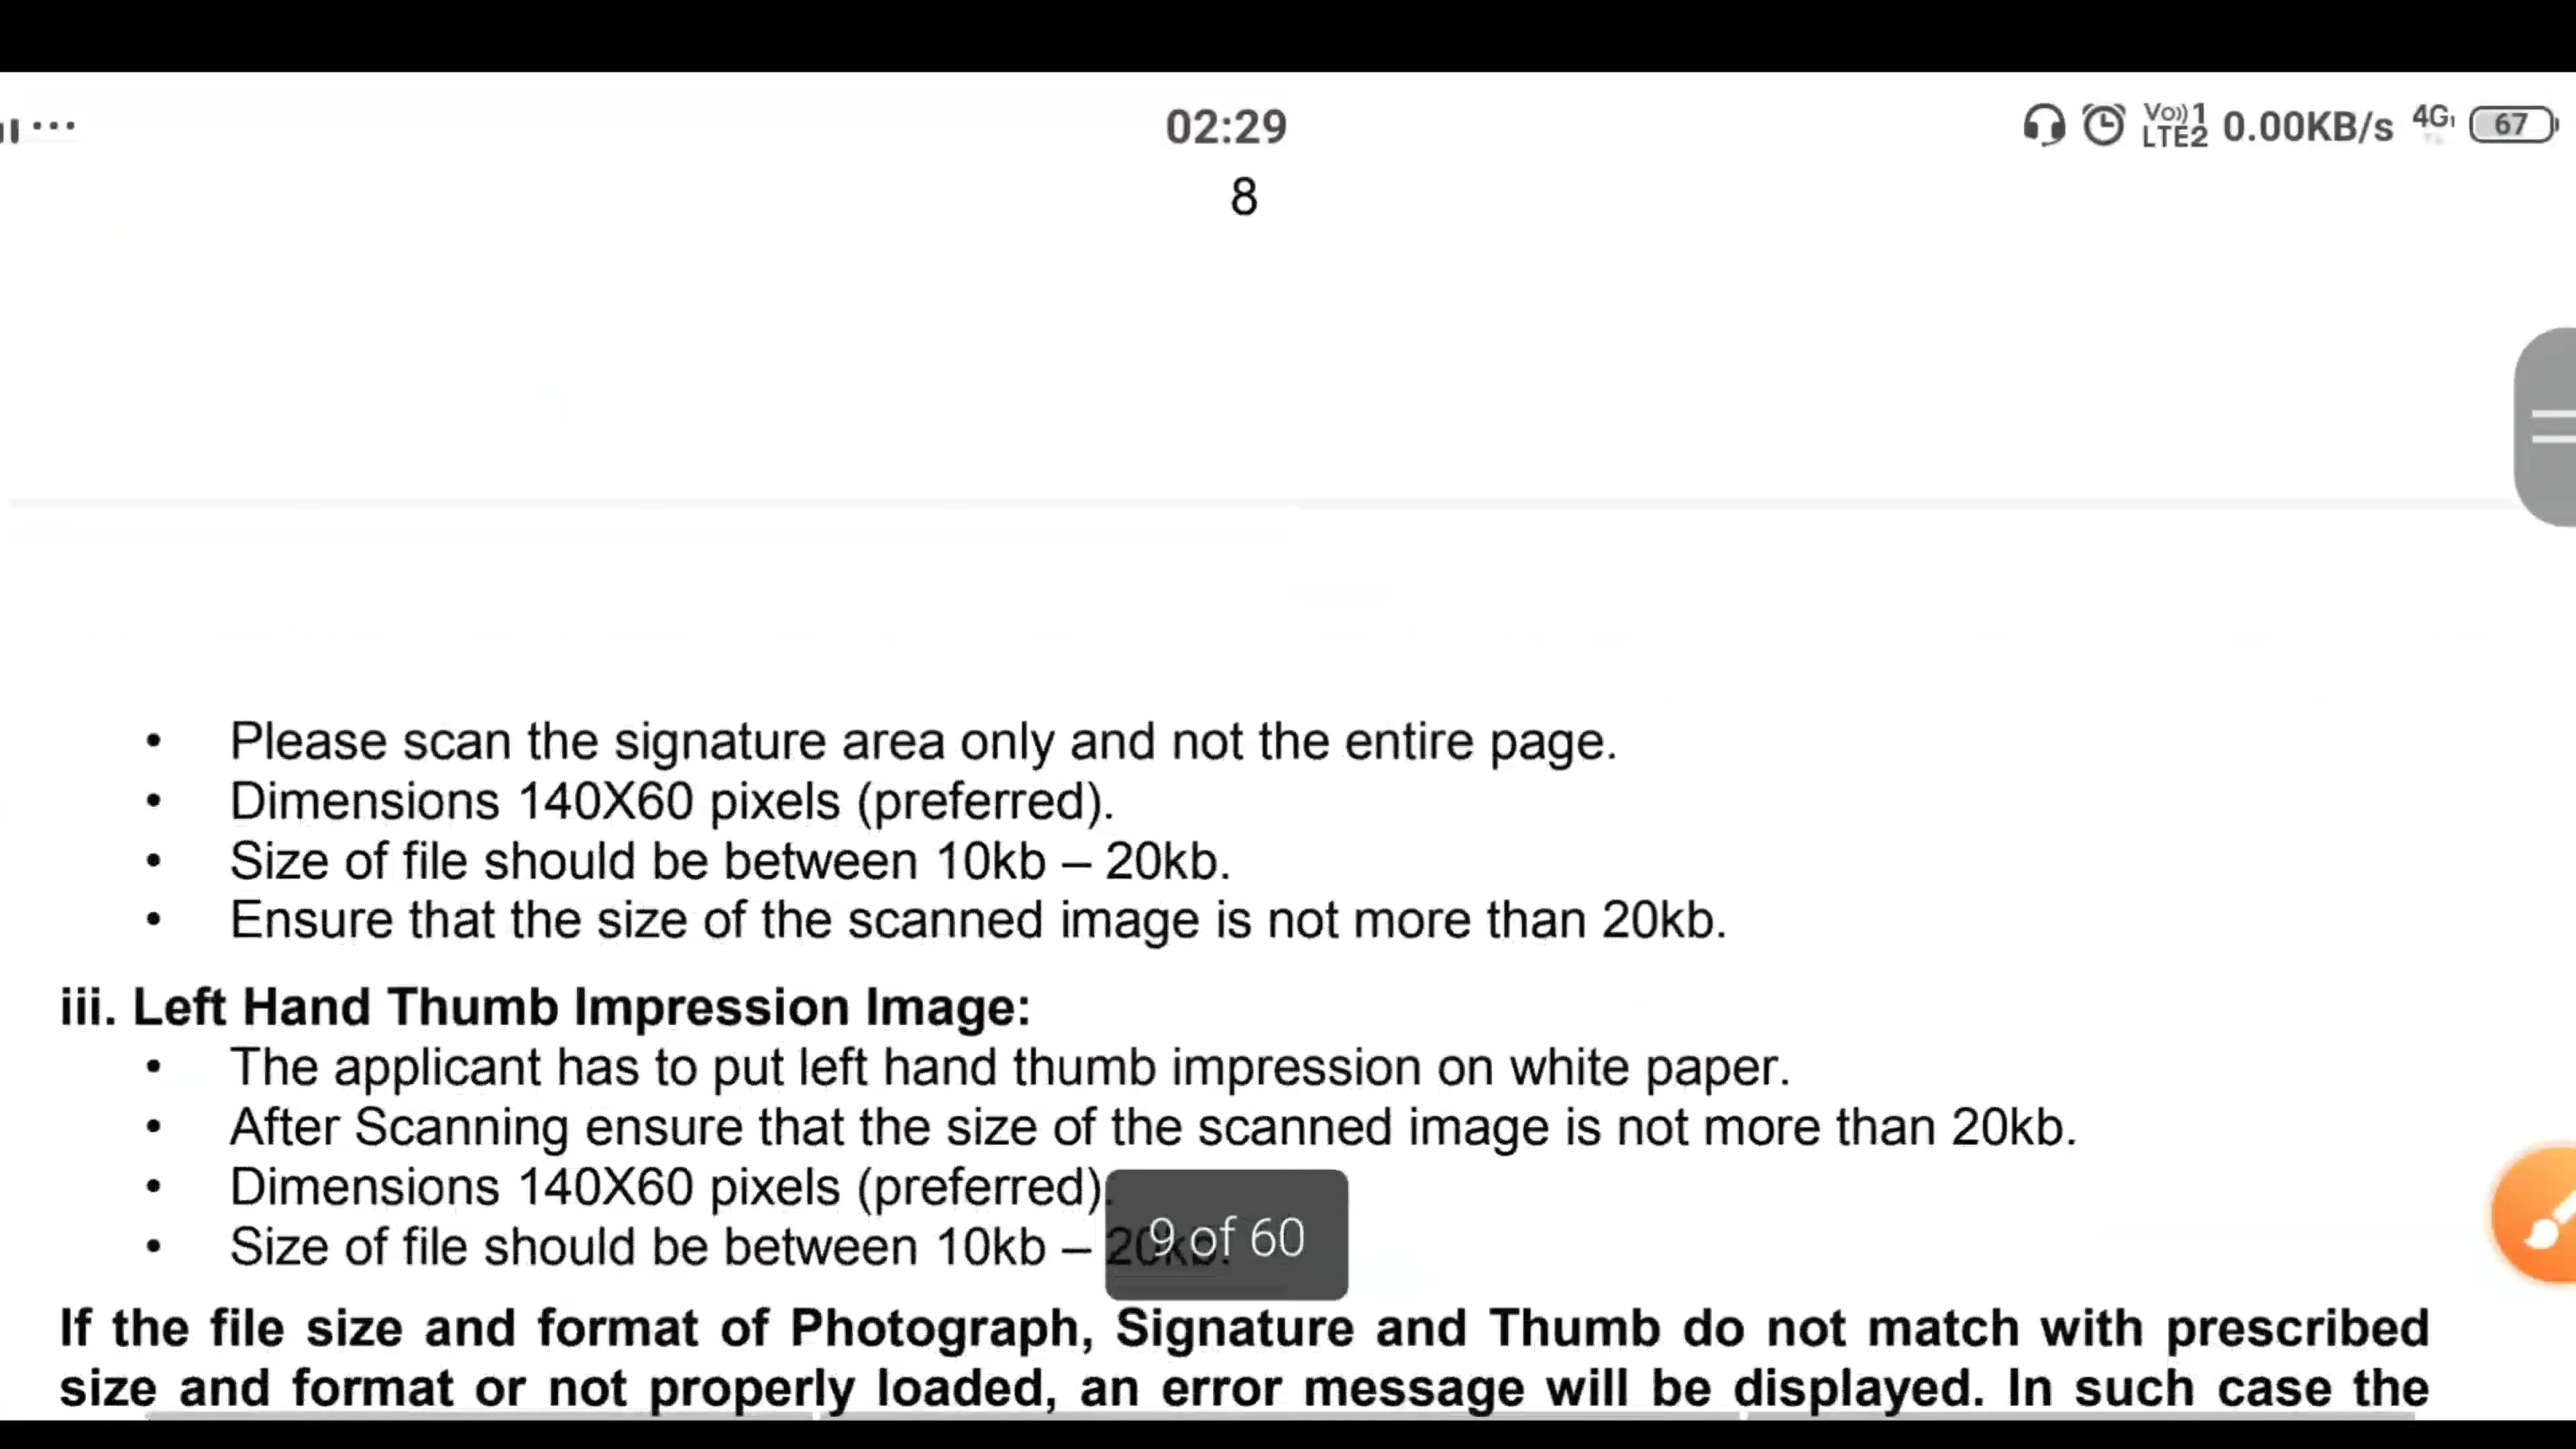 02:29
Vo)) 1
LTE2
0.00KB/s
4G
67
8
• Please scan the signature area only and not the entire page.
• Dimensions 140X60 pixels (preferred).
• Size of file should be between 10kb – 20kb.
• Ensure that the size of the scanned image is not more than 20kb.
iii. Left Hand Thumb Impression Image:
• The applicant has to put left hand thumb impression on white paper.
• After Scanning ensure that the size of the scanned image is not more than 20kb.
• Dimensions 140X60 pixels (preferred).
• Size of file should be between 10kb – 20kb.
9 of 60
If the file size and format of Photograph, Signature and Thumb do not match with prescribed
size and format or not properly loaded, an error message will be displayed. In such case the